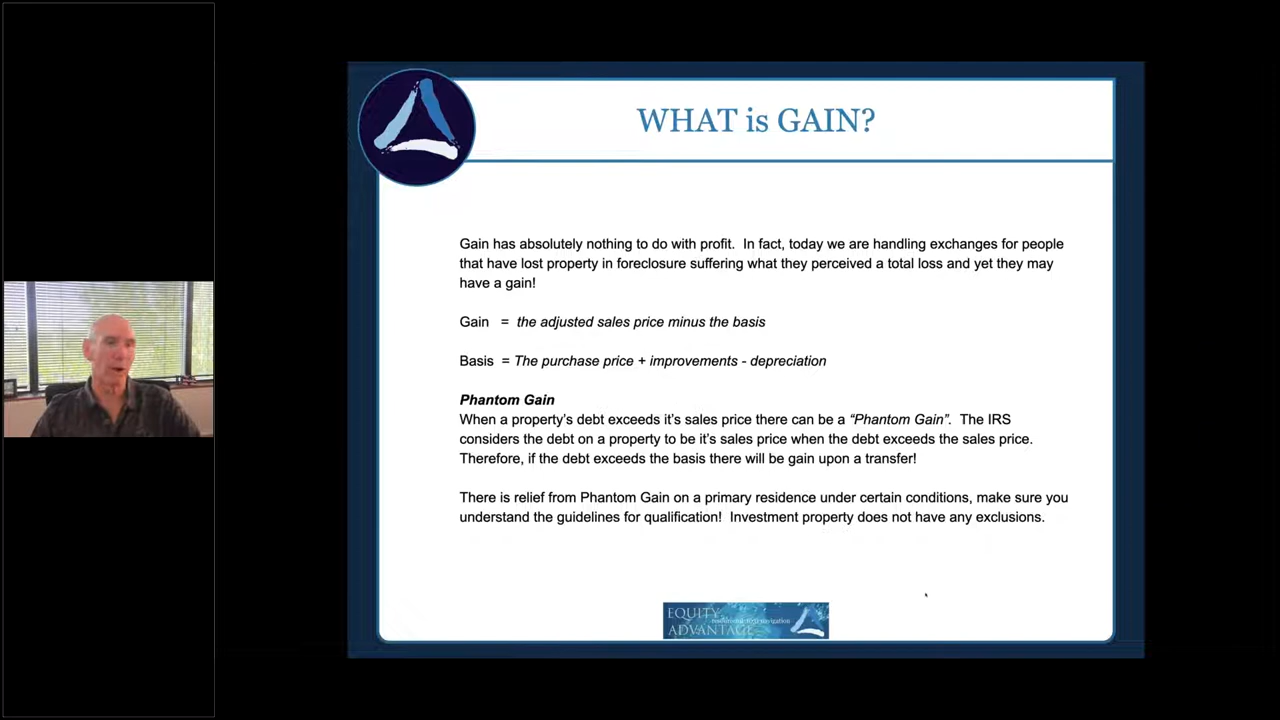 WHAT is GAIN?
Gain has absolutely nothing to do with profit. In fact, today we are handling exchanges for people
that have lost property in foreclosure suffering what they perceived a total loss and yet they may
have a gain!
Gain = the adjusted sales price minus the basis
Basis = The purchase price + improvements - depreciation
Phantom Gain
When a property's debt exceeds it's sales price there can be a “Phantom Gain”. The IRS
considers the debt on a property to be it's sales price when the debt exceeds the sales price.
Therefore, if the debt exceeds the basis there will be gain upon a transfer!
There is relief from Phantom Gain on a primary residence under certain conditions, make sure you
understand the guidelines for qualification! Investment property does not have any exclusions.
EQUITY
ADVANTAGE